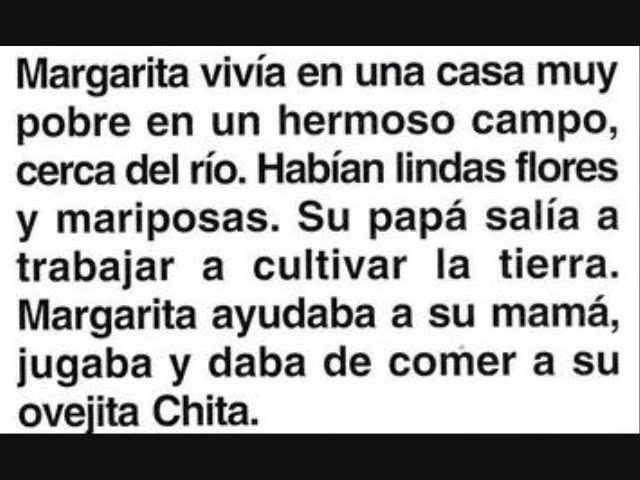 Margarita vivía en una casa muy
pobre en un hermoso campo,
cerca del río. Habían lindas flores
y mariposas. Su papá salía a
trabajar a cultivar la tierra.
Margarita ayudaba a su mamá,
jugaba y daba de comer a su
ovejita Chita.